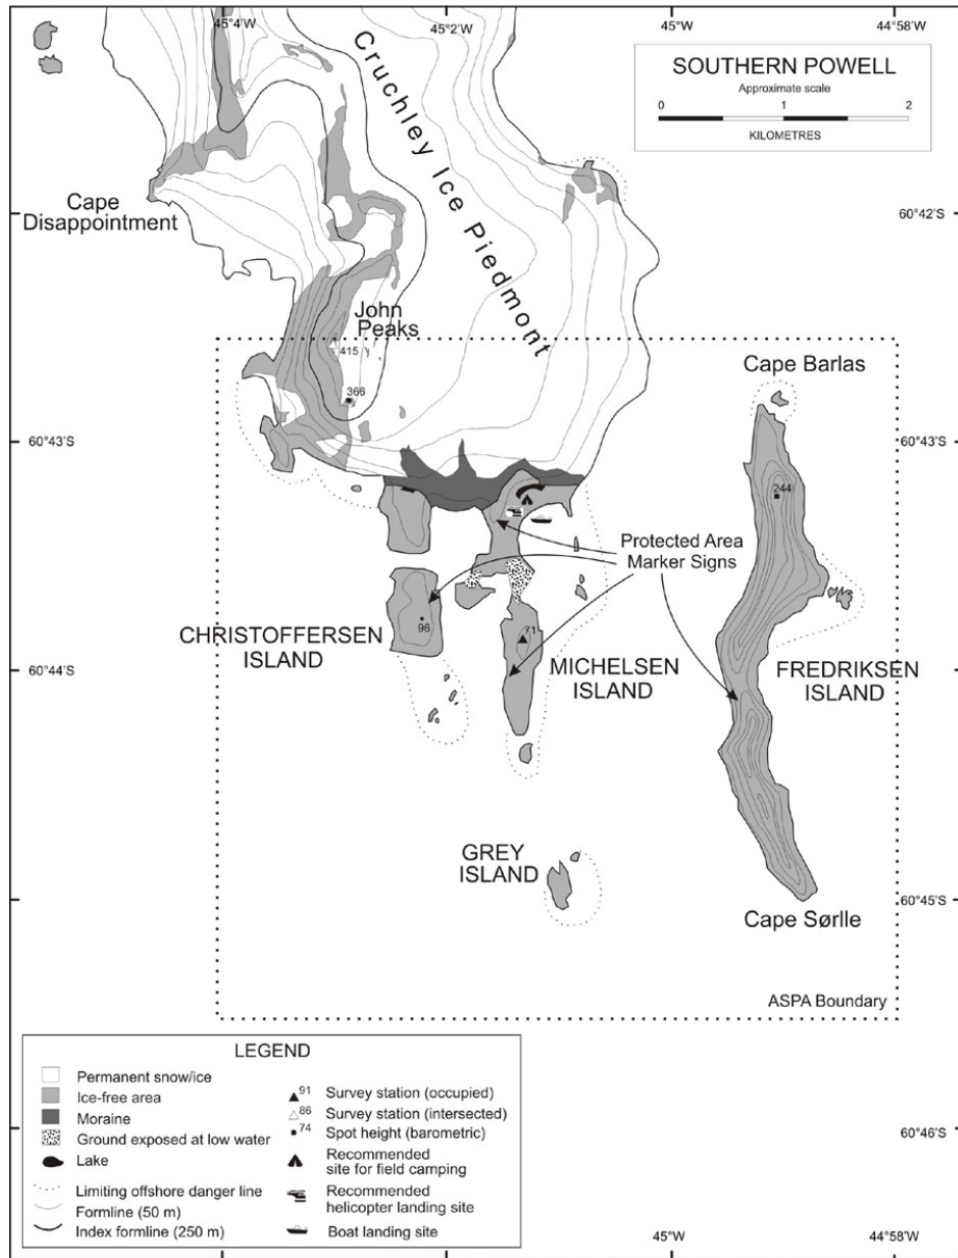 45°4'W
45°2'W
45°W
44°58'W
SOUTHERN POWELL
Approximate scale
0 1 2
KILOMETRES
Cruchley Ice Piedmont
Cape
Disappointment
60°42'S
John
Peaks
415
366
Cape Barlas
60°43'S
60°43'S
244
Protected Area
Marker Signs
96
71
CHRISTOFFERSEN
ISLAND
MICHELSEN
ISLAND
FREDRIKSEN
ISLAND
60°44'S
60°44'S
GREY
ISLAND
60°45'S
Cape Sørlle
ASPA Boundary
LEGEND
Permanent snow/ice
Ice-free area
Moraine
Ground exposed at low water
Lake
Limiting offshore danger line
Formline (50 m)
Index formline (250 m)
91 Survey station (occupied)
86 Survey station (intersected)
74 Spot height (barometric)
Recommended
site for field camping
Recommended
helicopter landing site
Boat landing site
60°46'S
45°W
44°58'W